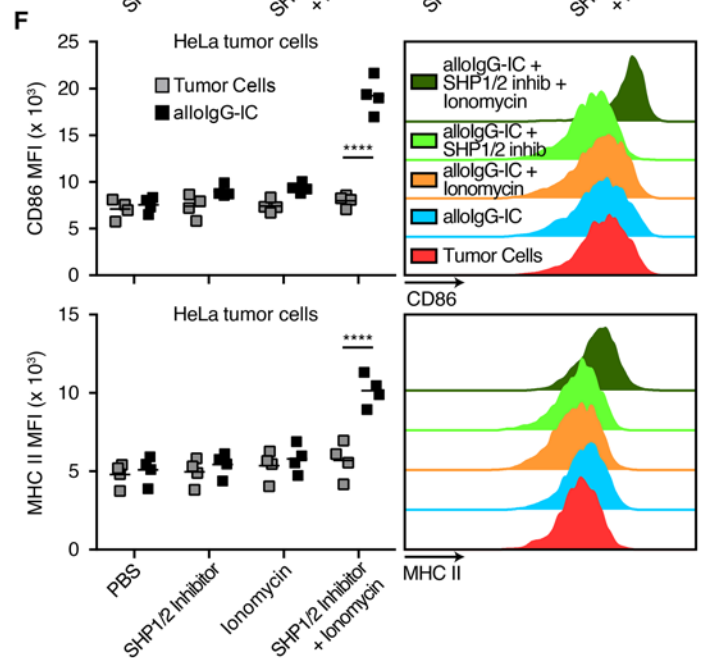 F
HeLa tumor cells
Tumor Cells
alloIgG-IC
CD86 MFI (x 10³)
25
20
15
10
5
0
****
alloIgG-IC +
SHP1/2 inhib +
Ionomycin
alloIgG-IC +
SHP1/2 inhib
alloIgG-IC +
Ionomycin
alloIgG-IC
Tumor Cells
CD86
HeLa tumor cells
MHC II MFI (x 10³)
15
10
5
0
****
PBS
SHP1/2 Inhibitor
Ionomycin
SHP1/2 Inhibitor
+ Ionomycin
MHC II